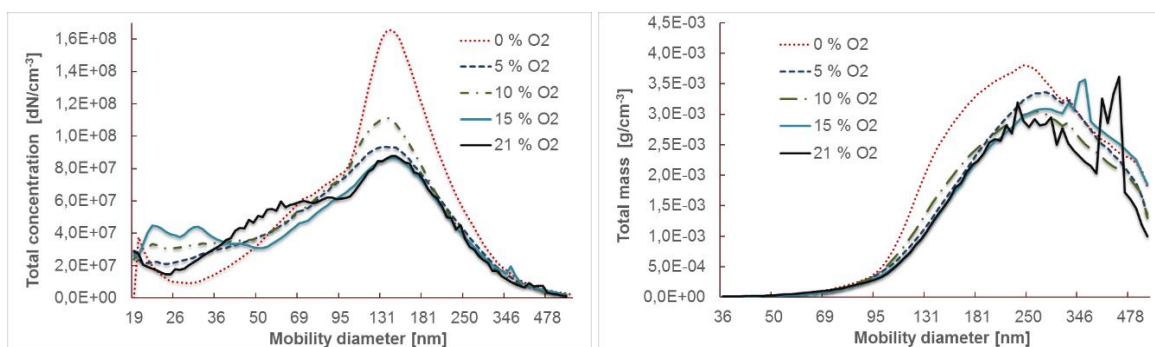 Total concentration [dN/cm⁻³]
1,6E+08
1,4E+08
1,2E+08
1,0E+08
8,0E+07
6,0E+07
4,0E+07
2,0E+07
0,0E+00
0 % O2
5 % O2
10 % O2
15 % O2
21 % O2
19 26 36 50 69 95 131 181 250 346 478
Mobility diameter [nm]
Total mass [g/cm⁻³]
4,5E-03
4,0E-03
3,5E-03
3,0E-03
2,5E-03
2,0E-03
1,5E-03
1,0E-03
5,0E-04
0,0E+00
0 % O2
5 % O2
10 % O2
15 % O2
21 % O2
36 50 69 95 131 181 250 346 478
Mobility diameter [nm]